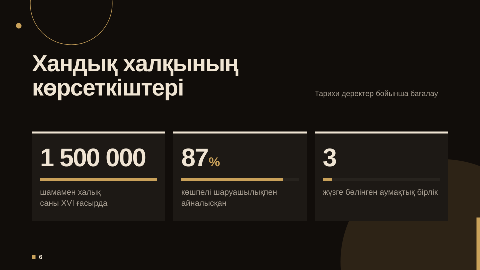 Хандық халқының
көрсеткіштері
Тарихи деректер бойынша бағалау
1 500 000
шамамен халық
саны XVI ғасырда
87%
көшпелі шаруашылықпен
айналысқан
3
жүзге бөлінген аумақтық бірлік
6